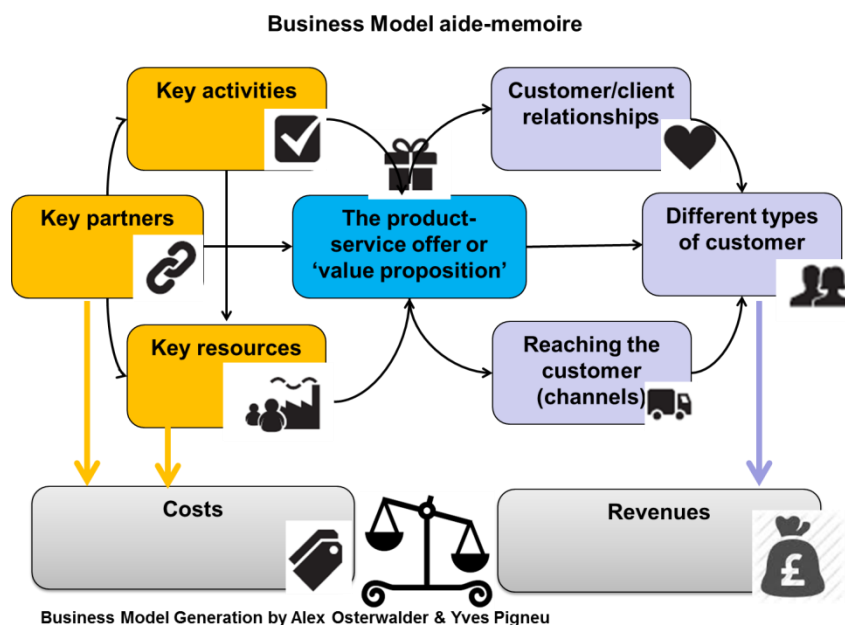 Business Model aide-memoire
Key activities
Customer/client
relationships
Key partners
The product-
service offer or
‘value proposition’
Different types
of customer
Key resources
Reaching the
customer
(channels)
Costs
Revenues
£
Business Model Generation by Alex Osterwalder & Yves Pigneu